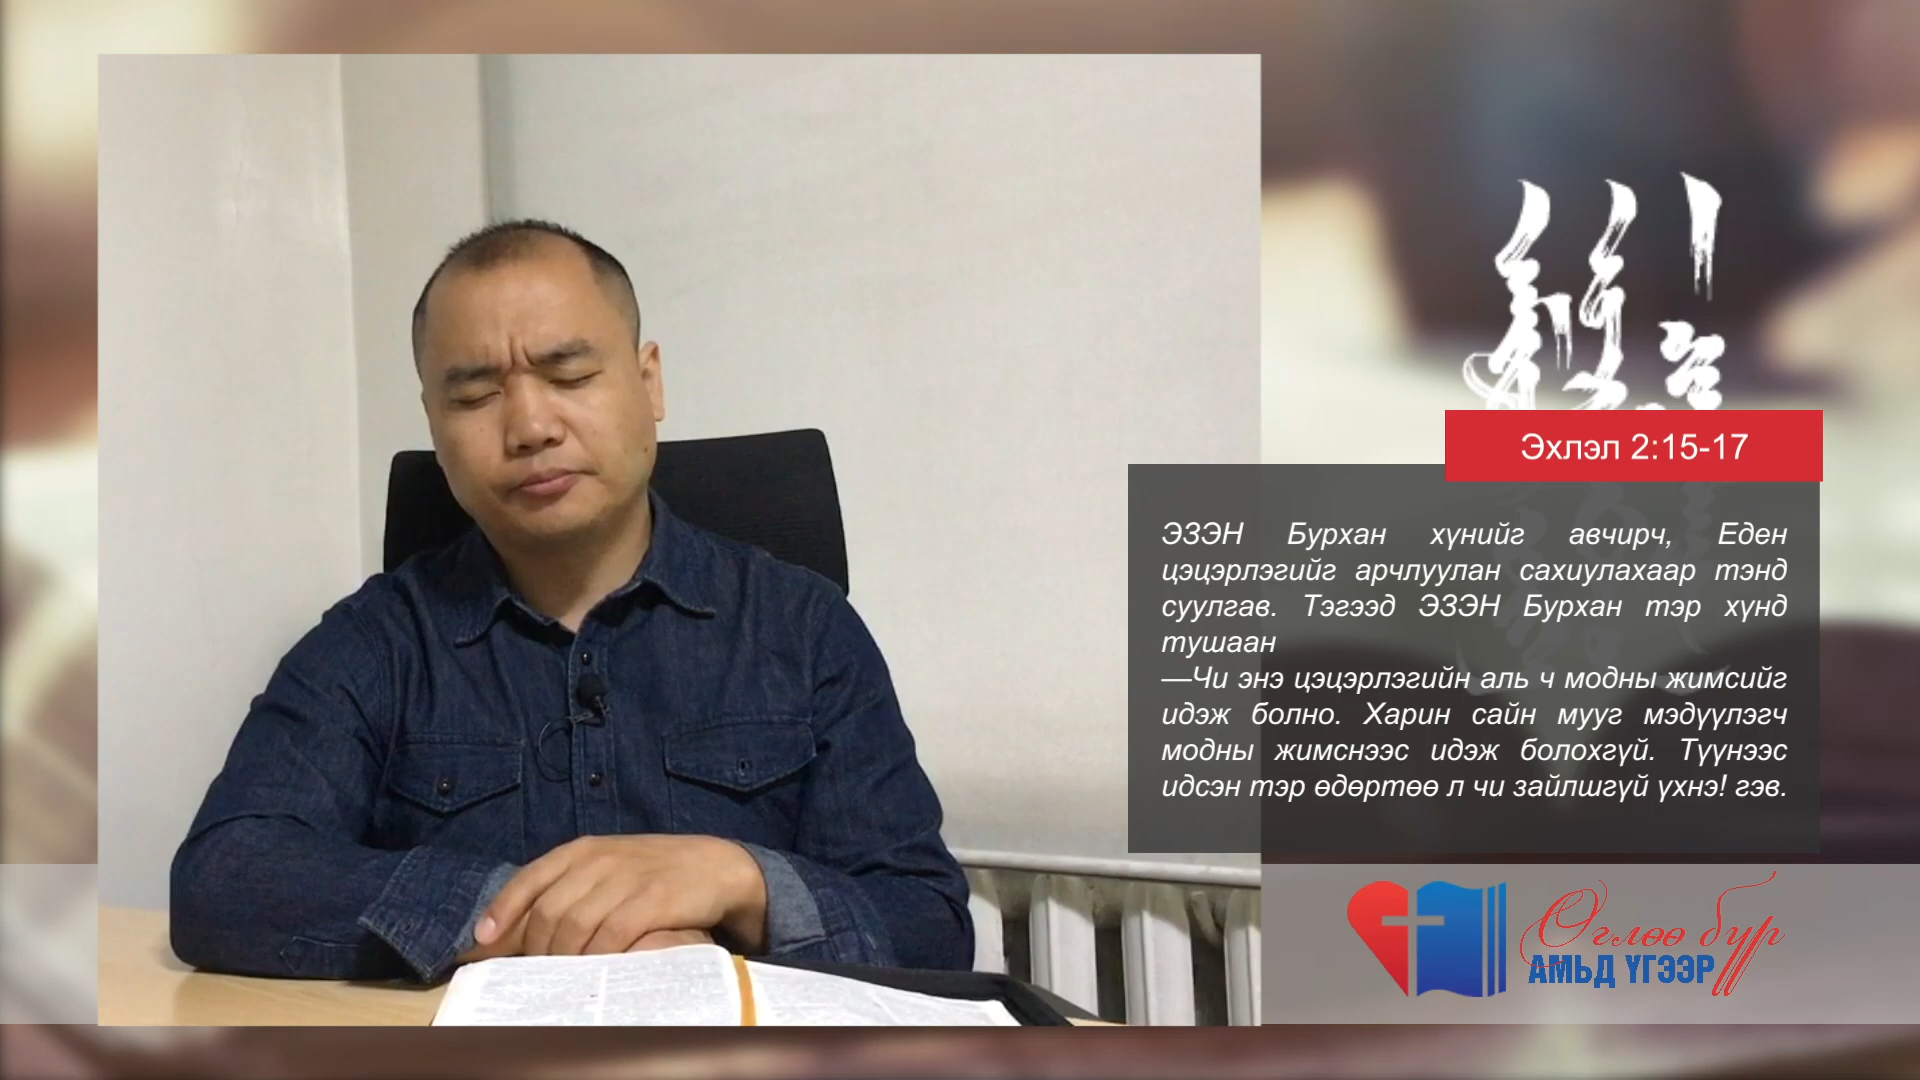 Эхлэл 2:15-17
ЭЗЭН Бурхан хүнийг авчирч, Еден
цэцэрлэгийг арчлуулан сахиулахаар тэнд
суулгав. Тэгээд ЭЗЭН Бурхан тэр хүнд
тушаан
—Чи энэ цэцэрлэгийн аль ч модны жимсийг
идэж болно. Харин сайн мууг мэдүүлэгч
модны жимснээс идэж болохгүй. Түүнээс
идсэн тэр өдөртөө л чи зайлшгүй үхнэ! гэв.
Өглөө бүр
АМЬД ҮГЭЭР